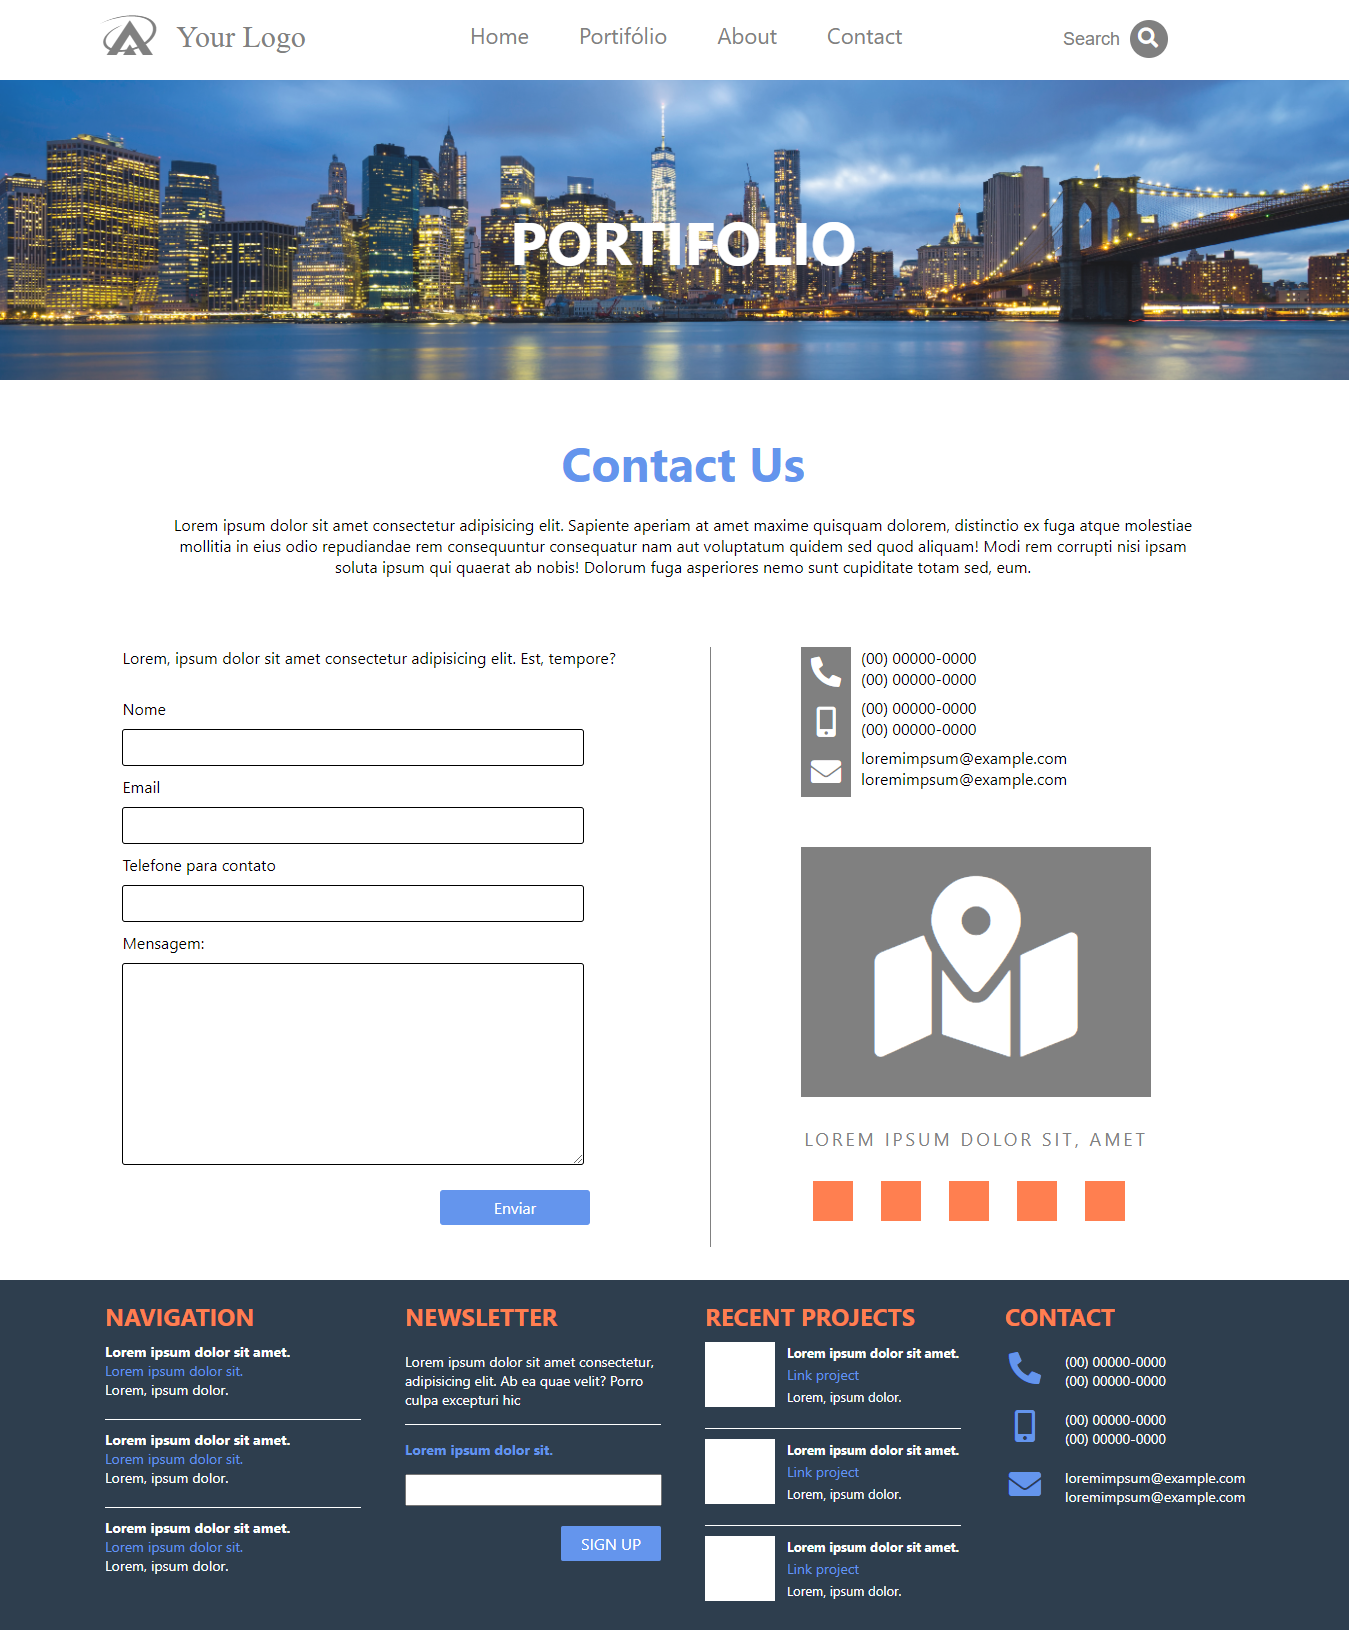 Your Logo
Home Portifólio About Contact
Search
PORTIFOLIO
Contact Us
Lorem ipsum dolor sit amet consectetur adipisicing elit. Sapiente aperiam at amet maxime quisquam dolorem, distinctio ex fuga atque molestiae
mollitia in eius odio repudiandae rem consequuntur consequatur nam aut voluptatum quidem sed quod aliquam! Modi rem corrupti nisi ipsam
soluta ipsum qui quaerat ab nobis! Dolorum fuga asperiores nemo sunt cupiditate totam sed, eum.
Lorem, ipsum dolor sit amet consectetur adipisicing elit. Est, tempore?
Nome
Email
Telefone para contato
Mensagem:
Enviar
(00) 00000-0000
(00) 00000-0000
(00) 00000-0000
(00) 00000-0000
loremimpsum@example.com
loremimpsum@example.com
LOREM IPSUM DOLOR SIT, AMET
NAVIGATION
Lorem ipsum dolor sit amet.
Lorem ipsum dolor sit.
Lorem, ipsum dolor.
Lorem ipsum dolor sit amet.
Lorem ipsum dolor sit.
Lorem, ipsum dolor.
Lorem ipsum dolor sit amet.
Lorem ipsum dolor sit.
Lorem, ipsum dolor.
NEWSLETTER
Lorem ipsum dolor sit amet consectetur,
adipisicing elit. Ab ea quae velit? Porro
culpa excepturi hic
Lorem ipsum dolor sit.
SIGN UP
RECENT PROJECTS
Lorem ipsum dolor sit amet.
Link project
Lorem, ipsum dolor.
Lorem ipsum dolor sit amet.
Link project
Lorem, ipsum dolor.
Lorem ipsum dolor sit amet.
Link project
Lorem, ipsum dolor.
CONTACT
(00) 00000-0000
(00) 00000-0000
(00) 00000-0000
(00) 00000-0000
loremimpsum@example.com
loremimpsum@example.com